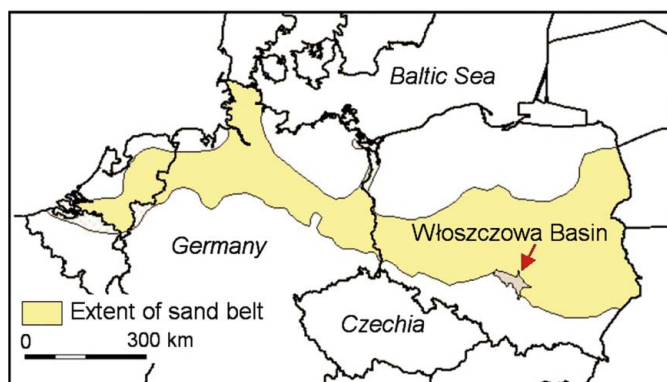 Baltic Sea
Włoszczowa Basin
Germany
Extent of sand belt
0 300 km
Czechia